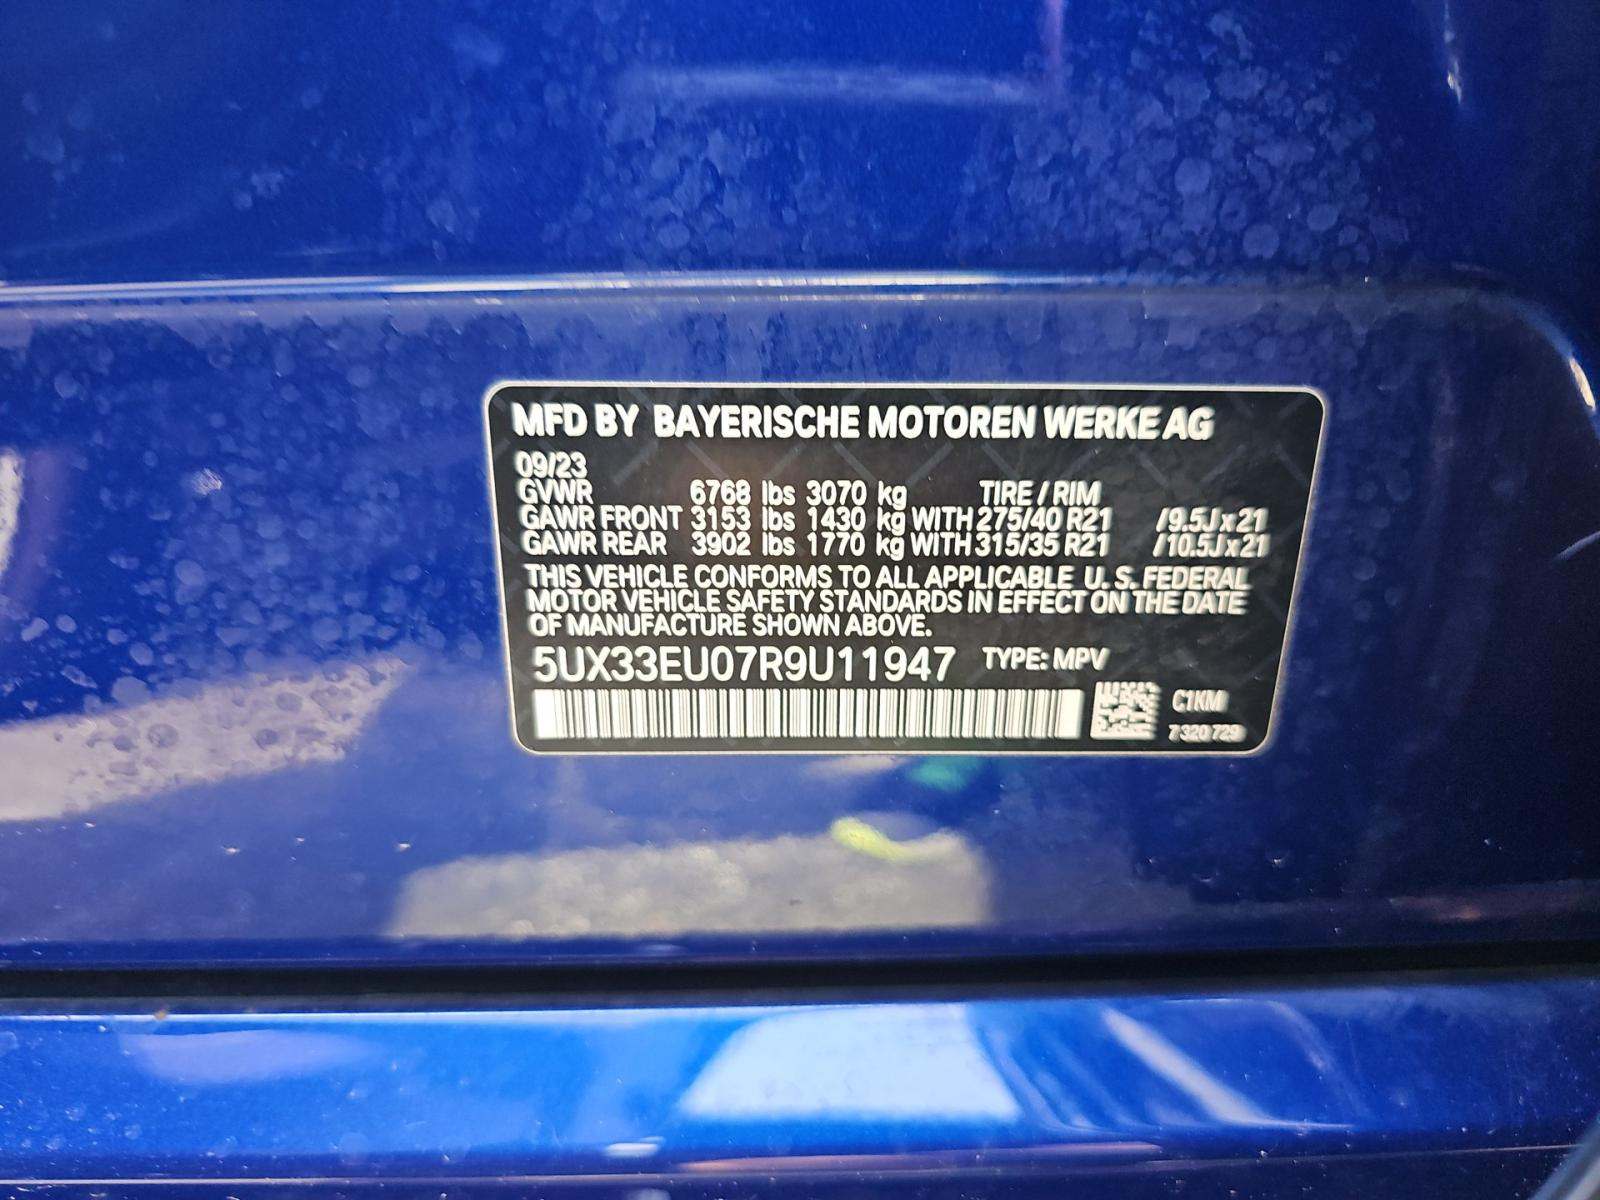 MFD BY BAYERISCHE MOTOREN WERKE AG
09/23
GVWR 6768 lbs 3070 kg TIRE / RIM
GAWR FRONT 3153 lbs 1430 kg WITH 275/40 R21 /9.5J x 21
GAWR REAR 3902 lbs 1770 kg WITH 315/35 R21 /10.5J x 21
THIS VEHICLE CONFORMS TO ALL APPLICABLE U. S. FEDERAL
MOTOR VEHICLE SAFETY STANDARDS IN EFFECT ON THE DATE
OF MANUFACTURE SHOWN ABOVE.
5UX33EU07R9U11947 TYPE: MPV
C1KM
7 320 729